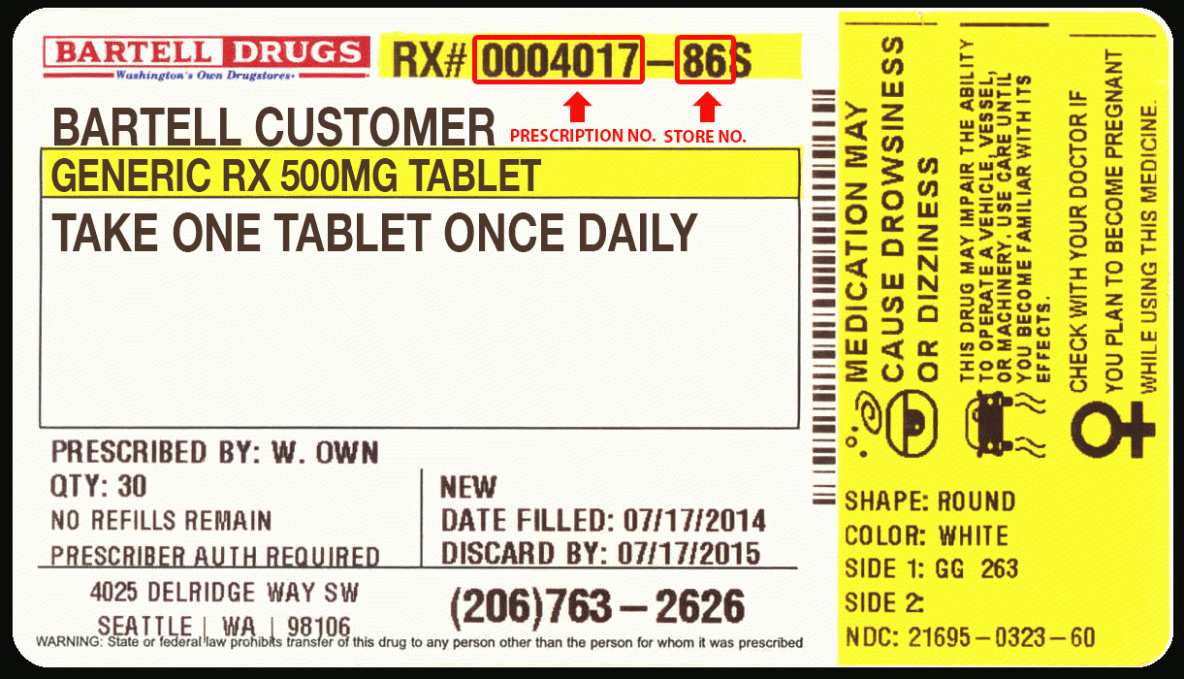 BARTELL DRUGS
Washington's Own Drugstores.
RX# 0004017-86S
PRESCRIPTION NO. STORE NO.
BARTELL CUSTOMER
GENERIC RX 500MG TABLET
TAKE ONE TABLET ONCE DAILY
PRESCRIBED BY: W. OWN
QTY: 30
NO REFILLS REMAIN
PRESCRIBER AUTH REQUIRED
NEW
DATE FILLED: 07/17/2014
DISCARD BY: 07/17/2015
4025 DELRIDGE WAY SW
SEATTLE | WA | 98106
(206)763-2626
WARNING: State or federal law prohibits transfer of this drug to any person other than the person for whom it was prescribed
MEDICATION MAY
CAUSE DROWSINESS
OR DIZZINESS
THIS DRUG MAY IMPAIR THE ABILITY
TO OPERATE A VEHICLE, VESSEL,
OR MACHINERY. USE CARE UNTIL
YOU BECOME FAMILIAR WITH ITS
EFFECTS.
CHECK WITH YOUR DOCTOR IF
YOU PLAN TO BECOME PREGNANT
WHILE USING THIS MEDICINE.
SHAPE: ROUND
COLOR: WHITE
SIDE 1: GG 263
SIDE 2:
NDC: 21695-0323-60